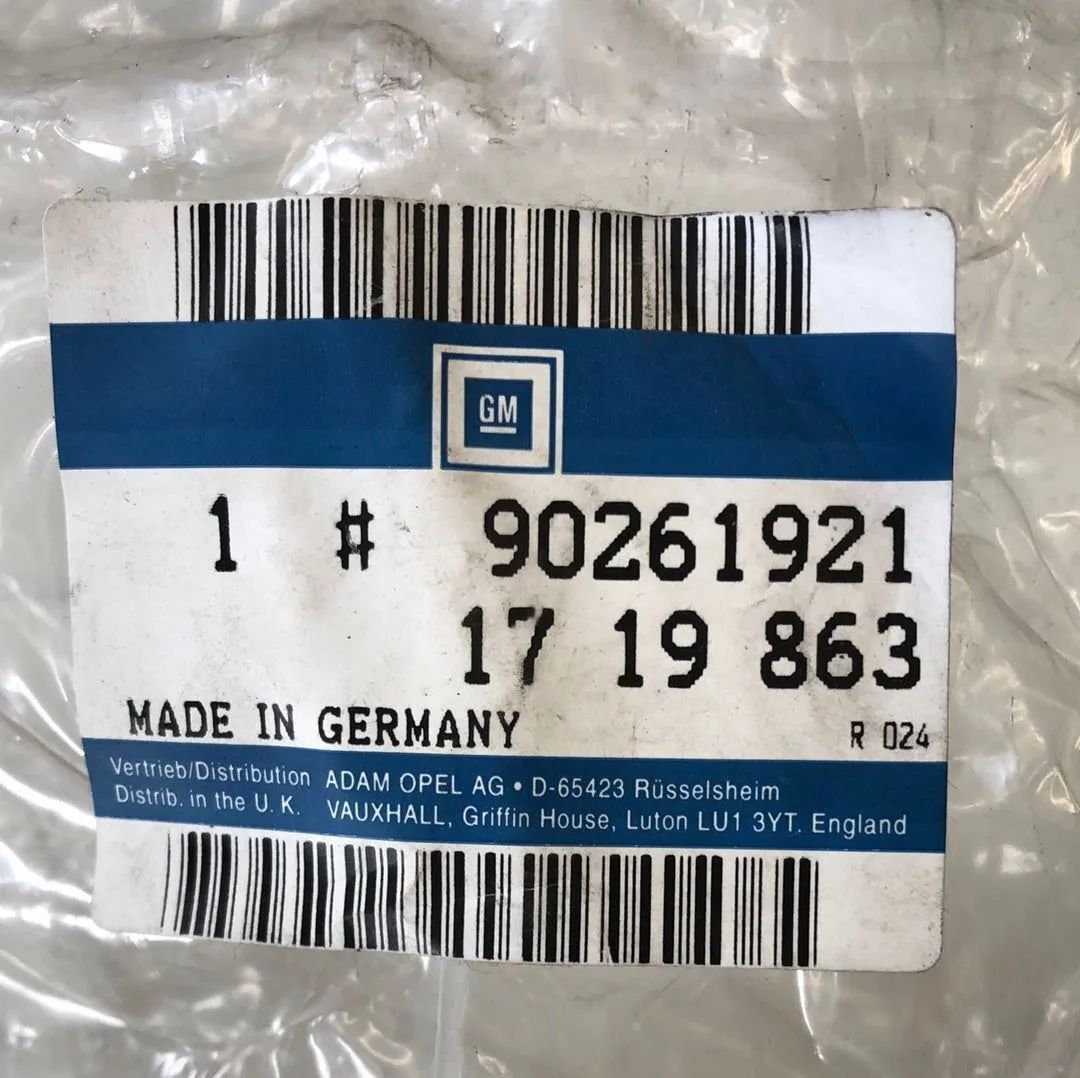 GM
1 # 90261921
17 19 863
MADE IN GERMANY R 024
Vertrieb/Distribution ADAM OPEL AG • D-65423 Rüsselsheim
Distrib. in the U. K. VAUXHALL, Griffin House, Luton LU1 3YT. England